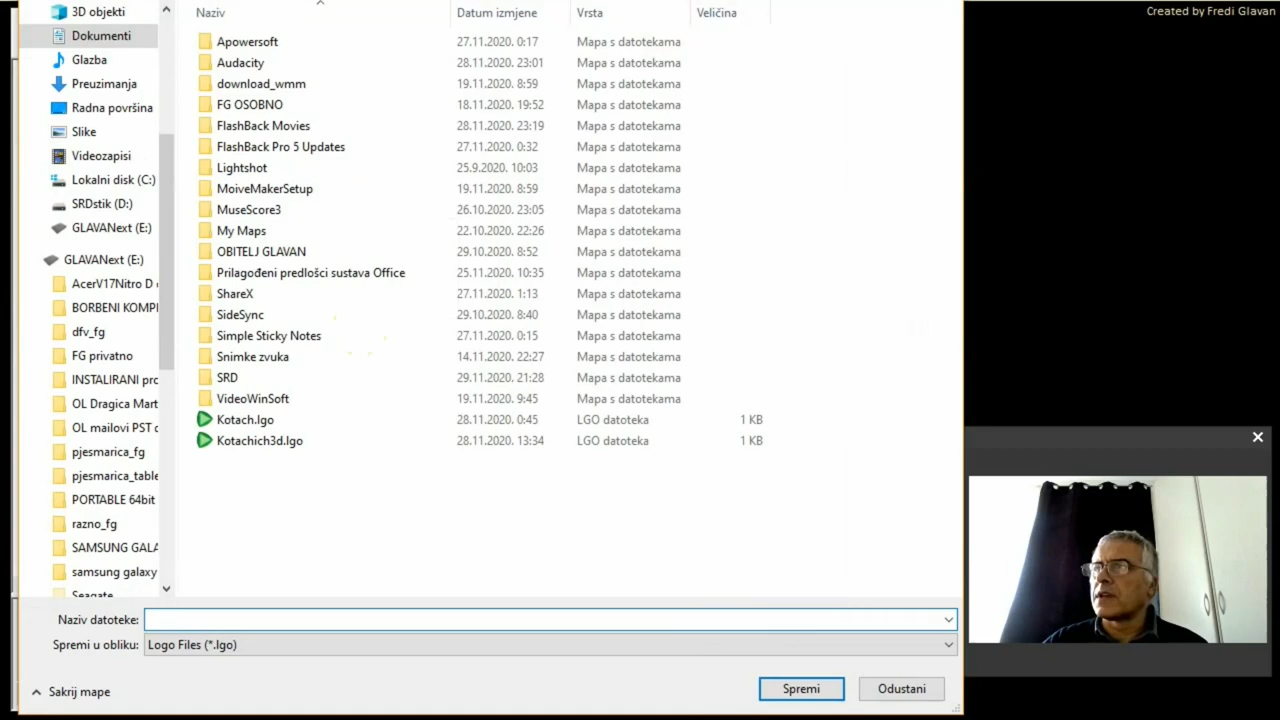 Created by Fredi Glavan
3D objekti
Dokumenti
Glazba
Preuzimanja
Radna površina
Slike
Videozapisi
Lokalni disk (C:)
SRDstik (D:)
GLAVANext (E:)
GLAVANext (E:)
AcerV17Nitro D
BORBENI KOMPI
dfv_fg
FG privatno
INSTALIRANI pro
OL Dragica Mart
OL mailovi PST
pjesmarica_fg
pjesmarica_table
PORTABLE 64bit
razno_fg
SAMSUNG GALA
samsung galaxy
Seagate
Naziv Datum izmjene Vrsta Veličina
Apowersoft 27.11.2020. 0:17 Mapa s datotekama
Audacity 28.11.2020. 23:01 Mapa s datotekama
download_wmm 19.11.2020. 8:59 Mapa s datotekama
FG OSOBNO 18.11.2020. 19:52 Mapa s datotekama
FlashBack Movies 28.11.2020. 23:19 Mapa s datotekama
FlashBack Pro 5 Updates 27.11.2020. 0:32 Mapa s datotekama
Lightshot 25.9.2020. 10:03 Mapa s datotekama
MoiveMakerSetup 19.11.2020. 8:59 Mapa s datotekama
MuseScore3 26.10.2020. 23:05 Mapa s datotekama
My Maps 22.10.2020. 22:26 Mapa s datotekama
OBITELJ GLAVAN 29.10.2020. 8:52 Mapa s datotekama
Prilagođeni predlošci sustava Office 25.11.2020. 10:35 Mapa s datotekama
ShareX 27.11.2020. 1:13 Mapa s datotekama
SideSync 29.10.2020. 8:40 Mapa s datotekama
Simple Sticky Notes 27.11.2020. 0:15 Mapa s datotekama
Snimke zvuka 14.11.2020. 22:27 Mapa s datotekama
SRD 29.11.2020. 21:28 Mapa s datotekama
VideoWinSoft 19.11.2020. 9:45 Mapa s datotekama
Kotach.lgo 28.11.2020. 0:45 LGO datoteka 1 KB
Kotachich3d.lgo 28.11.2020. 13:34 LGO datoteka 1 KB
Naziv datoteke:
Spremi u obliku: Logo Files (*.lgo)
Sakrij mape
Spremi
Odustani